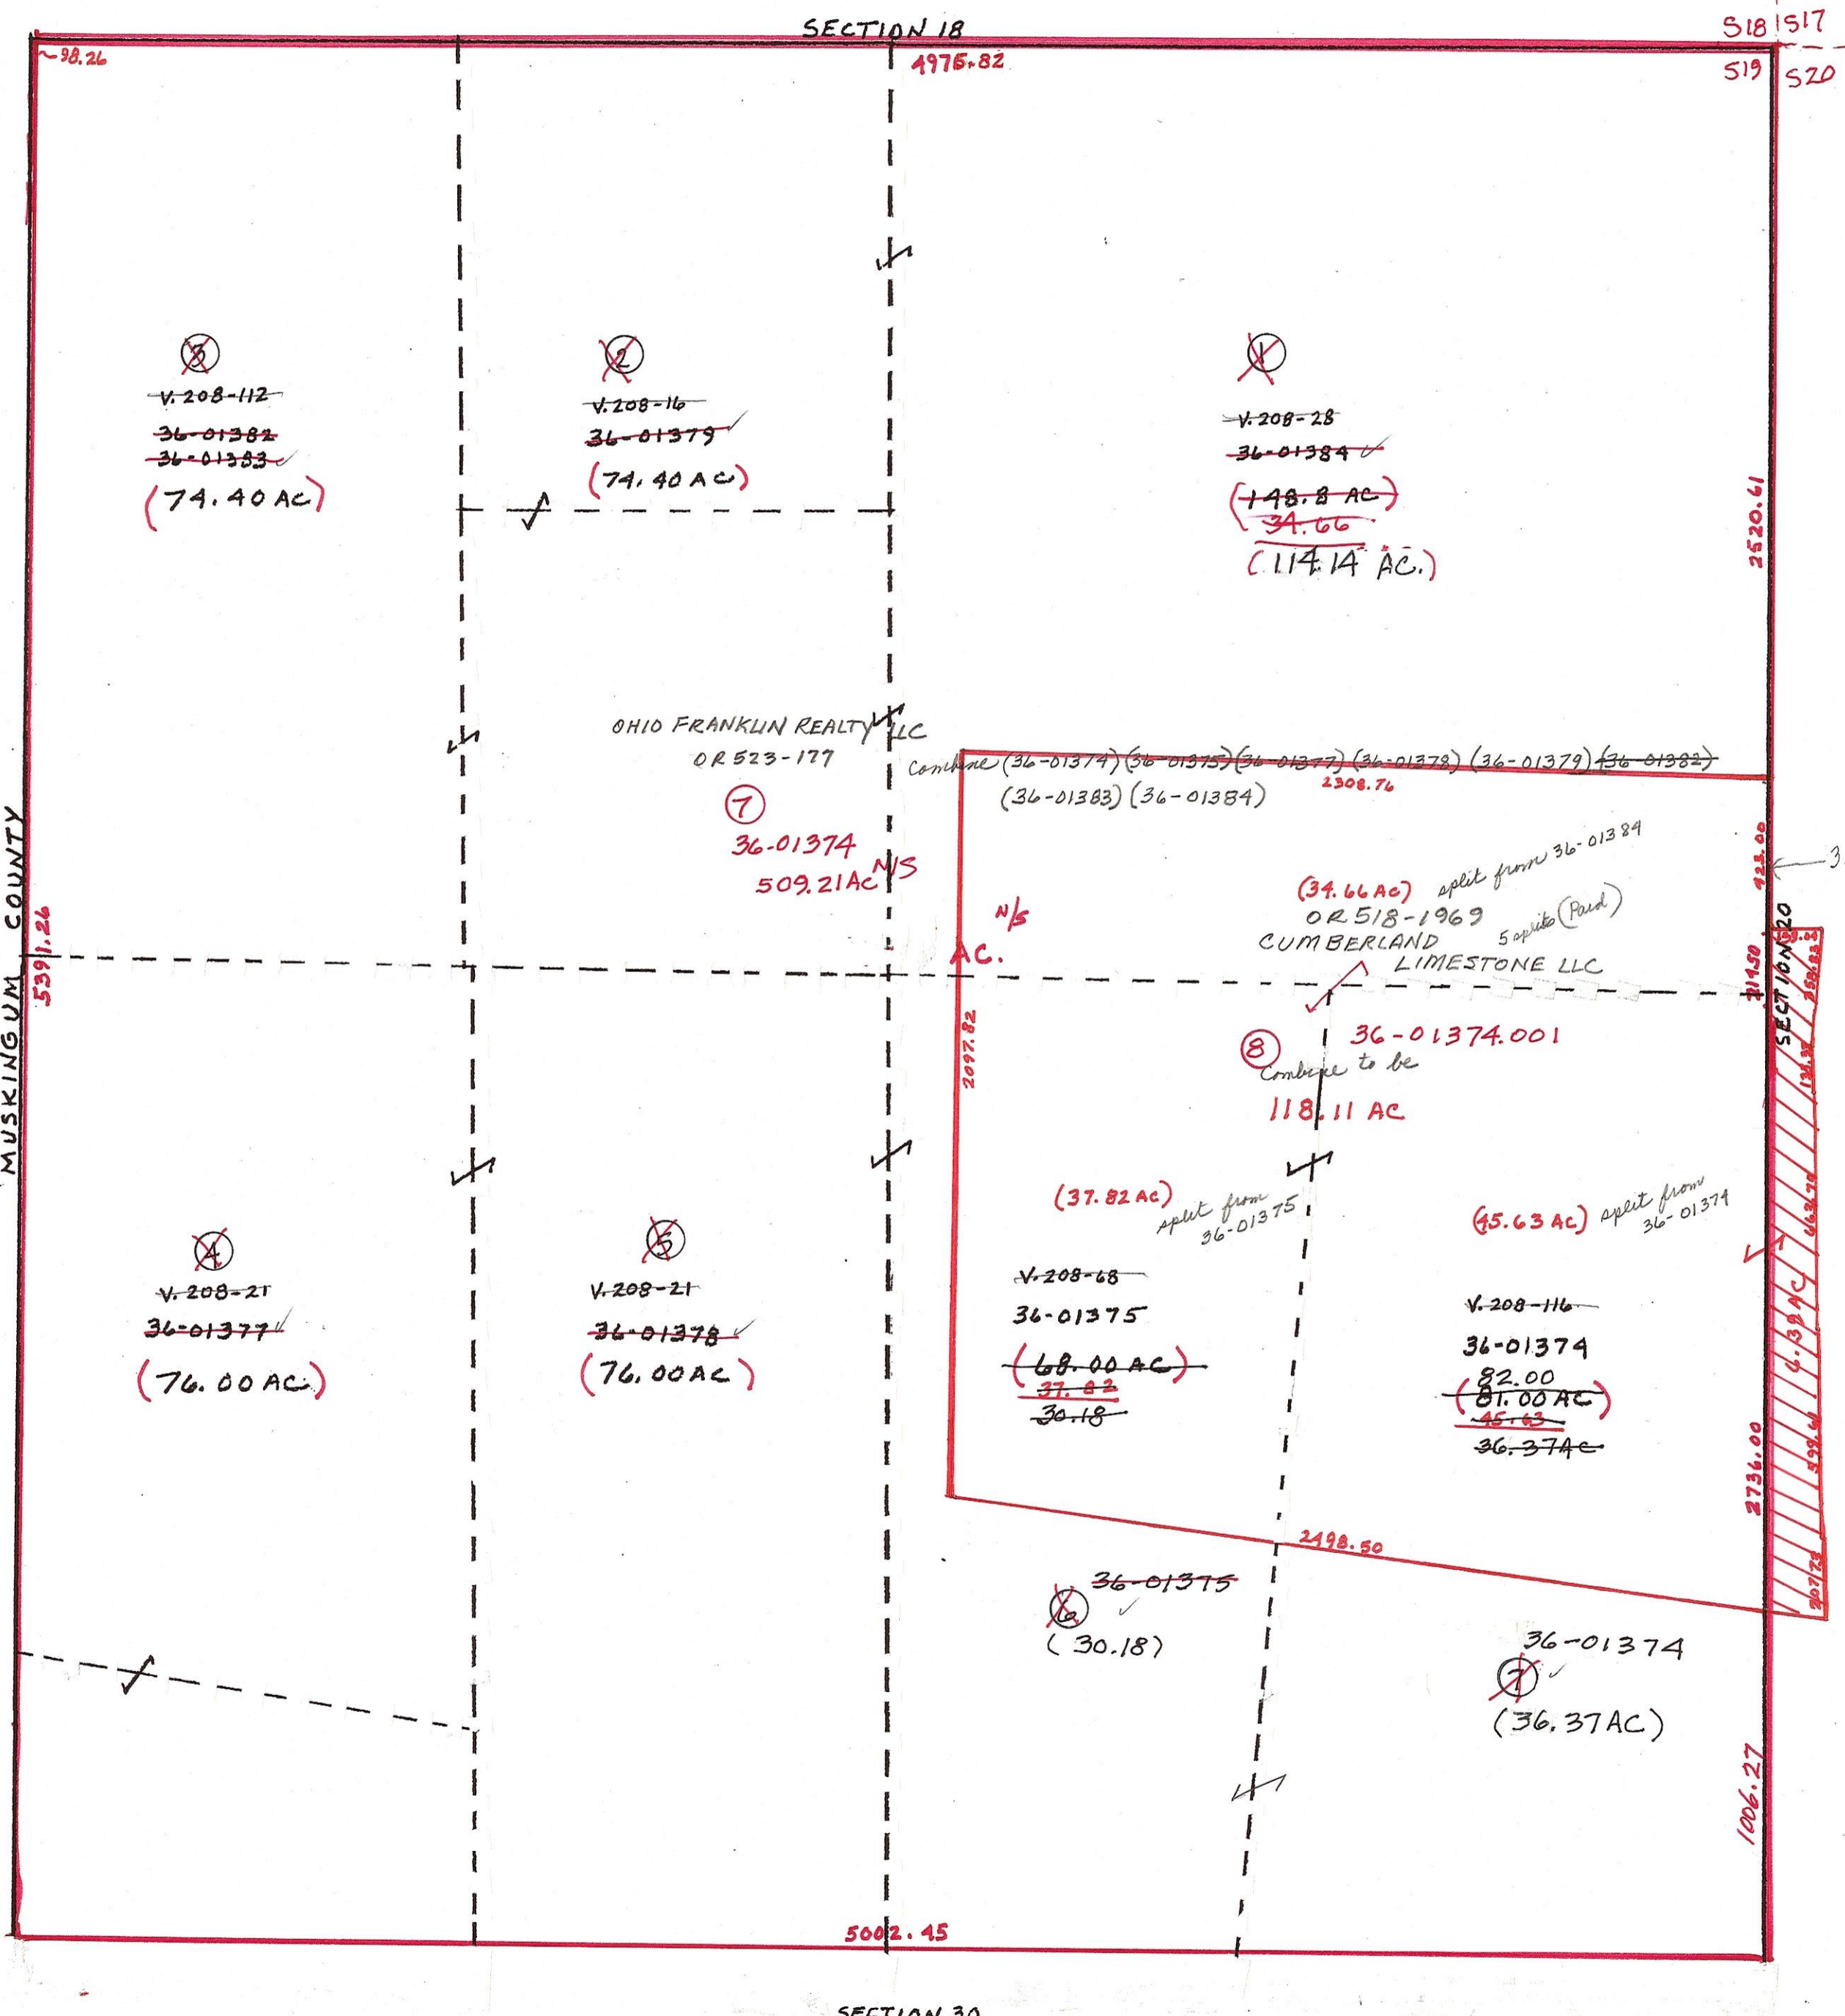 SECTION 18
S18 S17
S19 S20
98.26
4975.82
3
V. 208-112
36-01382
36-01383
(74.40 AC)
2
V. 208-16
36-01379
(74.40 AC)
1
V. 208-28
36-01384
(148.8 AC)
34.66
(114.14 AC.)
2520.61
OHIO FRANKLIN REALTY LLC
OR 523-177
7
36-01374
509.21 AC N/S
Combine (36-01374) (36-01375) (36-01377) (36-01378) (36-01379) (36-01382)
2308.76
(36-01383) (36-01384)
MUSKINGUM COUNTY
5391.26
N/S
AC.
(34.66 AC) split from 36-01384
OR 518-1969
5 splits (Paid)
CUMBERLAND
LIMESTONE LLC
3
SECTION 20
2097.82
8
36-01374.001
Combine to be
118.11 AC
(37.82 AC)
split from
36-01375
(45.63 AC)
split from
36-01374
4
V. 208-21
36-01377
(76.00 AC.)
5
V. 208-21
36-01378
(76.00 AC)
V. 208-68
36-01375
(68.00 AC)
37.82
30.18
V. 208-116
36-01374
82.00
(81.00 AC)
45.63
36.37 AC
6.39 AC
2736.00
2498.50
207.73
36-01375
6
(30.18)
36-01374
7
(36.37 AC)
1006.27
5002.45
SECTION 30